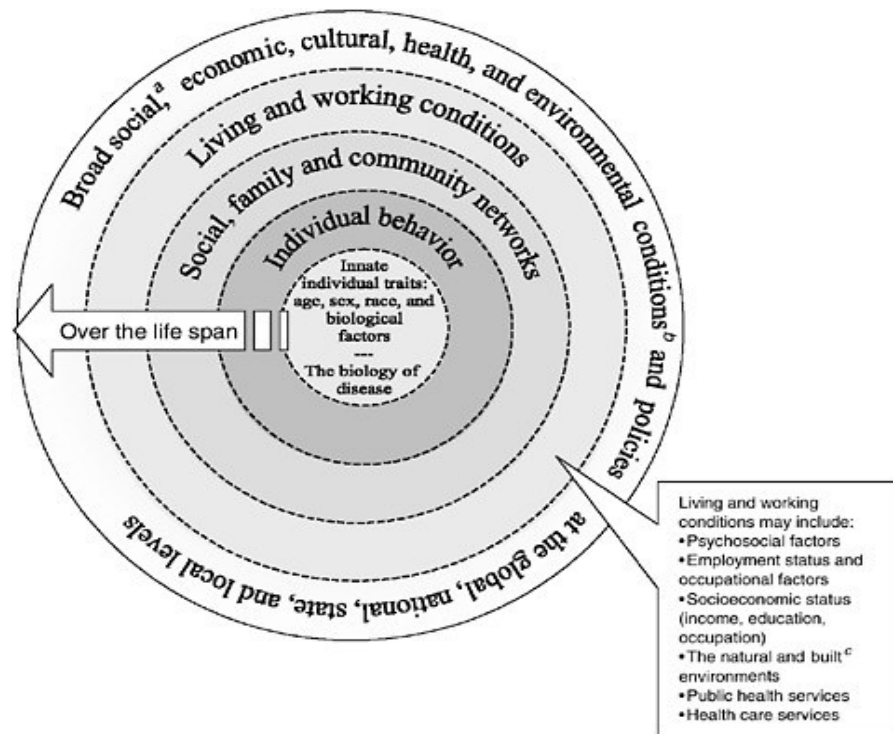 Broad social,ᵃ economic, cultural, health, and environmental conditionsᵇ and policies
at the global, national, state, and local levels
Living and working conditions
Social, family and community networks
Individual behavior
Innate
individual traits:
age, sex, race, and
biological
factors
---
The biology of
disease
Over the life span
Living and working
conditions may include:
•Psychosocial factors
•Employment status and
occupational factors
•Socioeconomic status
(income, education,
occupation)
•The natural and builtᶜ
environments
•Public health services
•Health care services